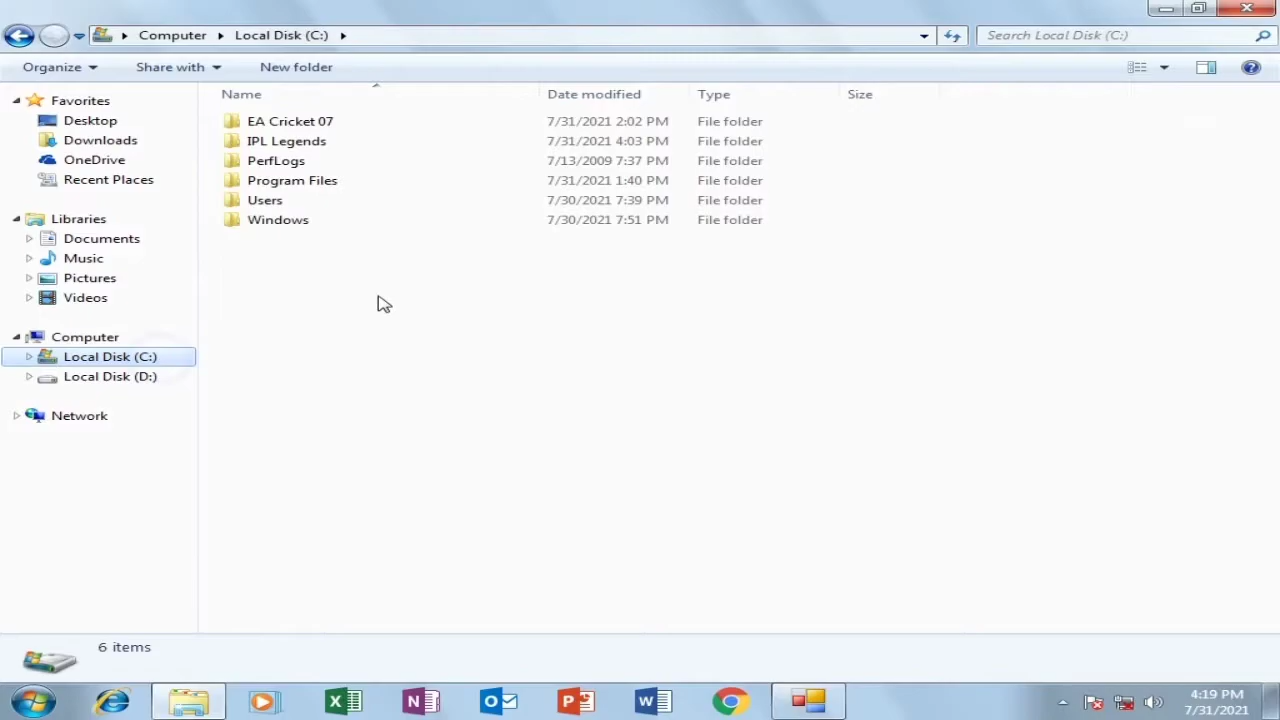 Computer Local Disk (C:) Search Local Disk (C:)
Organize Share with New folder
Name Date modified Type Size
EA Cricket 07 7/31/2021 2:02 PM File folder
IPL Legends 7/31/2021 4:03 PM File folder
PerfLogs 7/13/2009 7:37 PM File folder
Program Files 7/31/2021 1:40 PM File folder
Users 7/30/2021 7:39 PM File folder
Windows 7/30/2021 7:51 PM File folder
Favorites
Desktop
Downloads
OneDrive
Recent Places
Libraries
Documents
Music
Pictures
Videos
Computer
Local Disk (C:)
Local Disk (D:)
Network
6 items
4:19 PM
7/31/2021